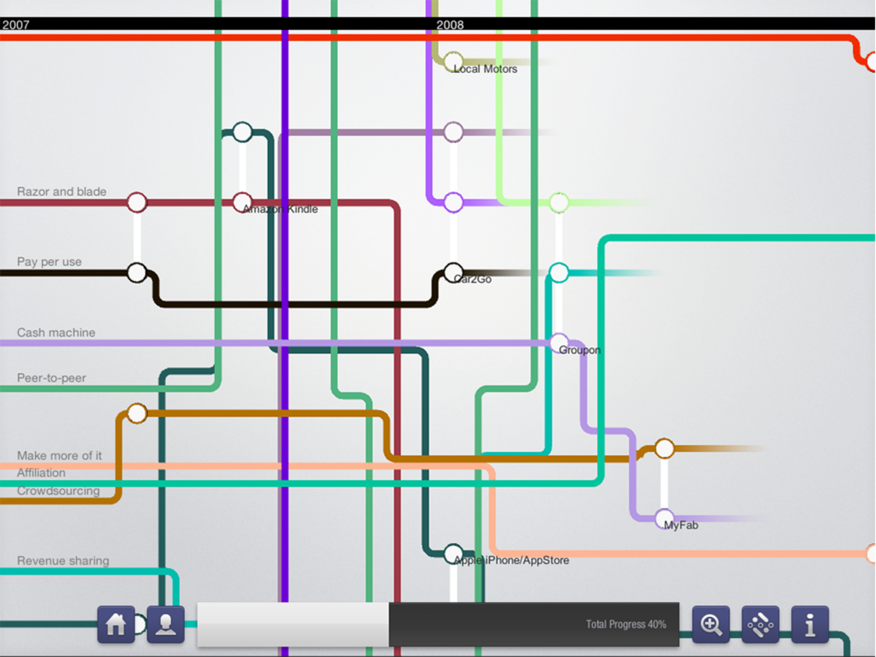 2007
2008
Local Motors
Razor and blade
Amazon Kindle
Pay per use
Car2Go
Cash machine
Groupon
Peer-to-peer
Make more of it
Affiliation
Crowdsourcing
MyFab
Revenue sharing
Apple iPhone/AppStore
Total Progress 40%